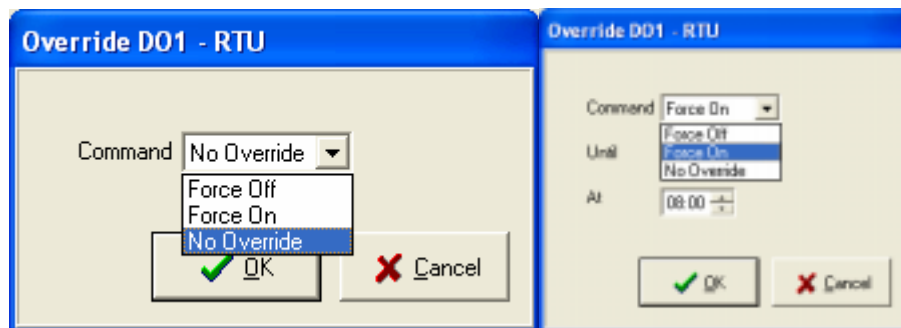 Override DO1 - RTU
Command No Override
Force Off
Force On
No Override
OK
Cancel
Override DO1 - RTU
Command Force On
Force Off
Until Force On
No Override
At 08:00
OK
Cancel